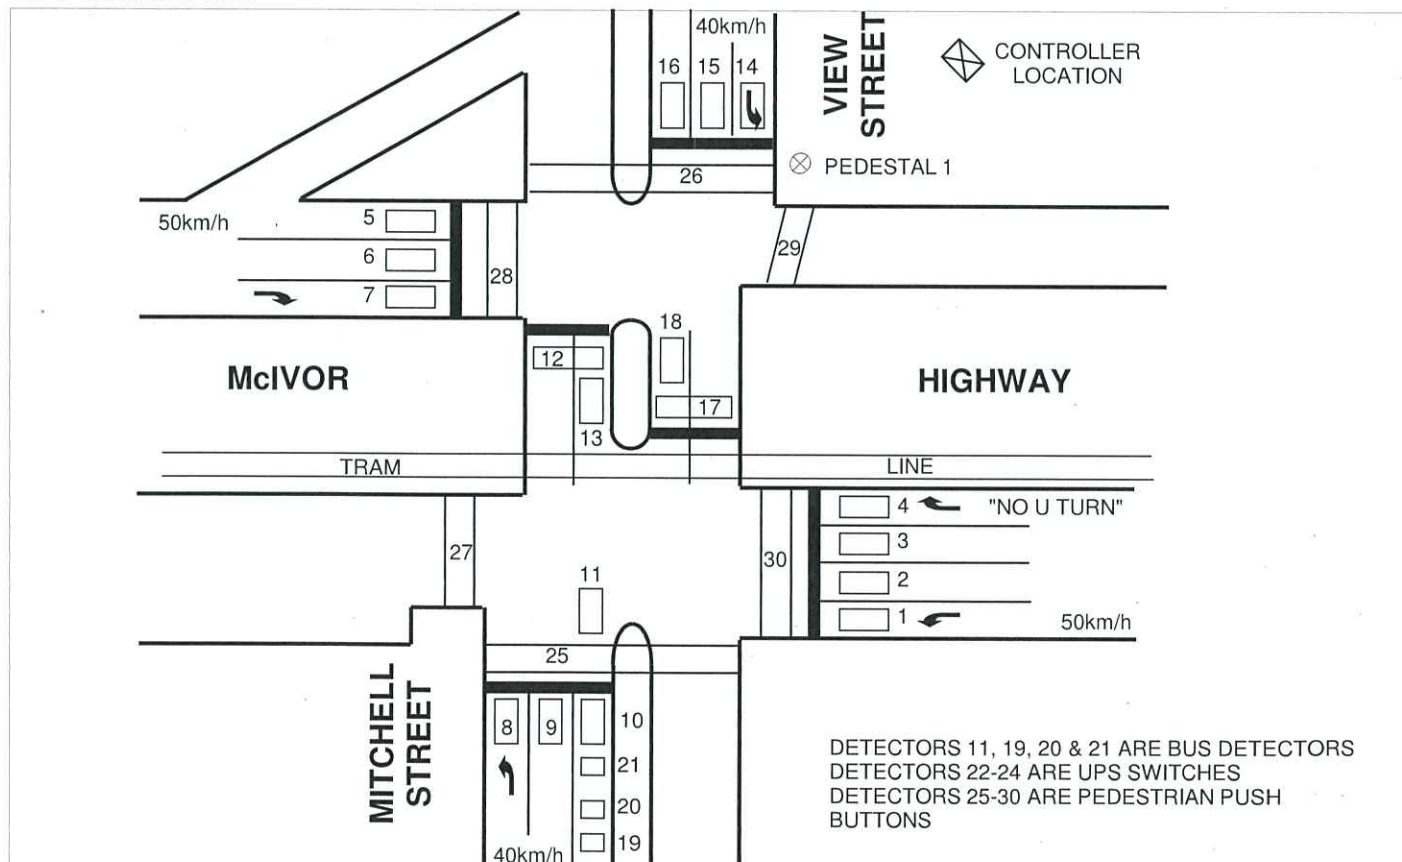 40km/h
16 15 14
VIEW
STREET
CONTROLLER
LOCATION
PEDESTAL 1
26
50km/h
5
6
7
28
29
18
12
13
17
McIVOR
HIGHWAY
TRAM
LINE
4 "NO U TURN"
3
2
1
50km/h
27
30
11
25
MITCHELL
STREET
8
9
10
21
20
19
40km/h
DETECTORS 11, 19, 20 & 21 ARE BUS DETECTORS
DETECTORS 22-24 ARE UPS SWITCHES
DETECTORS 25-30 ARE PEDESTRIAN PUSH
BUTTONS